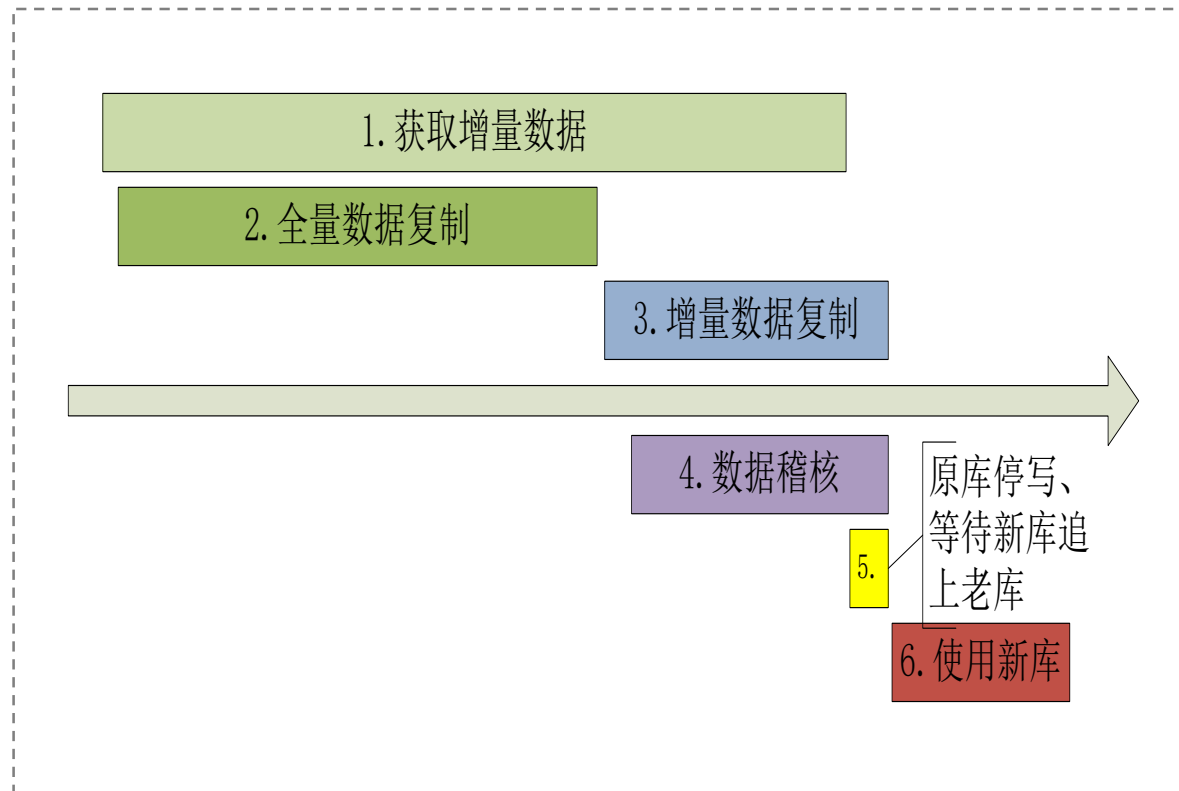 1.获取增量数据
2.全量数据复制
3.增量数据复制
4.数据稽核
原库停写、
等待新库追
上老库
5.
6.使用新库